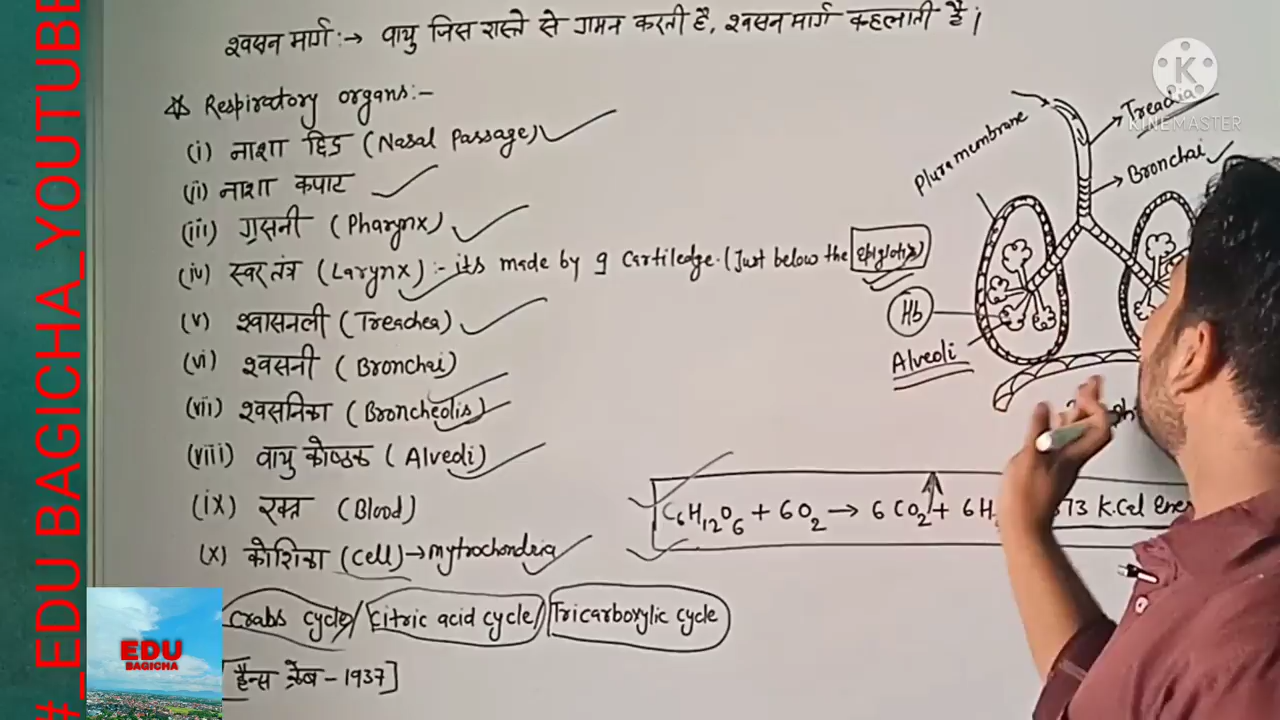 श्वसन मार्ग :→ वायु जिस रास्ते से गमन करती है, श्वसन मार्ग कहलाती है।
Respiratory organs:-
(i) नाशा छिद्र (Nasal Passage)
(ii) नाशा कपाट
(iii) ग्रसनी (Pharynx)
(iv) स्वर तंत्र (Larynx) :- its made by 9 Cartiledge. (Just below the epiglotis)
(v) श्वासनली (Treachea)
(vi) श्वसनी (Bronchai)
(vii) श्वसनिका (Broncheolis)
(viii) वायु कोष्ठक (Alveoli)
(ix) रक्त (Blood)
(x) कोशिका (Cell) → mytrochondria
Crabs cycle / Citric acid cycle / Tricarboxylic cycle
[हैन्स क्रेब - 1937]
Pluramembrane
Treachia
Bronchai
Hb
Alveoli
C6H12O6 + 6O2 → 6CO2↑ + 6H 673 K.Cal
KINEMASTER
K
EDU
BAGICHA
#_EDU BAGICHA_YOUTUBE